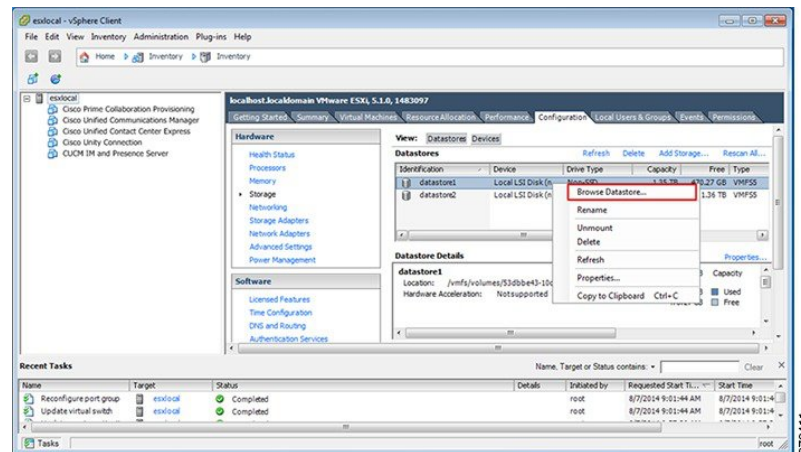 esxlocal - vSphere Client
File Edit View Inventory Administration Plug-ins Help
Home Inventory Inventory
esxlocal
Cisco Prime Collaboration Provisioning
Cisco Unified Communications Manager
Cisco Unified Contact Center Express
Cisco Unity Connection
CUCM IM and Presence Server
localhost.localdomain VMware ESXi, 5.1.0, 1483097
Getting Started Summary Virtual Machines Resource Allocation Performance Configuration Local Users & Groups Events Permissions
Hardware
Health Status
Processors
Memory
Storage
Networking
Storage Adapters
Network Adapters
Advanced Settings
Power Management
Software
Licensed Features
Time Configuration
DNS and Routing
Authentication Services
View: Datastores Devices
Datastores Refresh Delete Add Storage... Rescan All...
Identification Device Drive Type Capacity Free Type
datastore1 Local LSI Disk (n Non-SSD 1.35 TB 470.27 GB VMFS5
datastore2 Local LSI Disk (n 1.36 TB VMFS5
Browse Datastore...
Rename
Unmount
Delete
Refresh
Properties...
Copy to Clipboard Ctrl+C
Datastore Details Properties...
datastore1 Capacity
Location: /vmfs/volumes/53dbbe43-10c
Hardware Acceleration: Not supported Used
Free
Recent Tasks Name, Target or Status contains: Clear
Name Target Status Details Initiated by Requested Start Ti... Start Time
Reconfigure port group esxlocal Completed root 8/7/2014 9:01:44 AM 8/7/2014 9:01:4
Update virtual switch esxlocal Completed root 8/7/2014 9:01:44 AM 8/7/2014 9:01:4
Tasks root